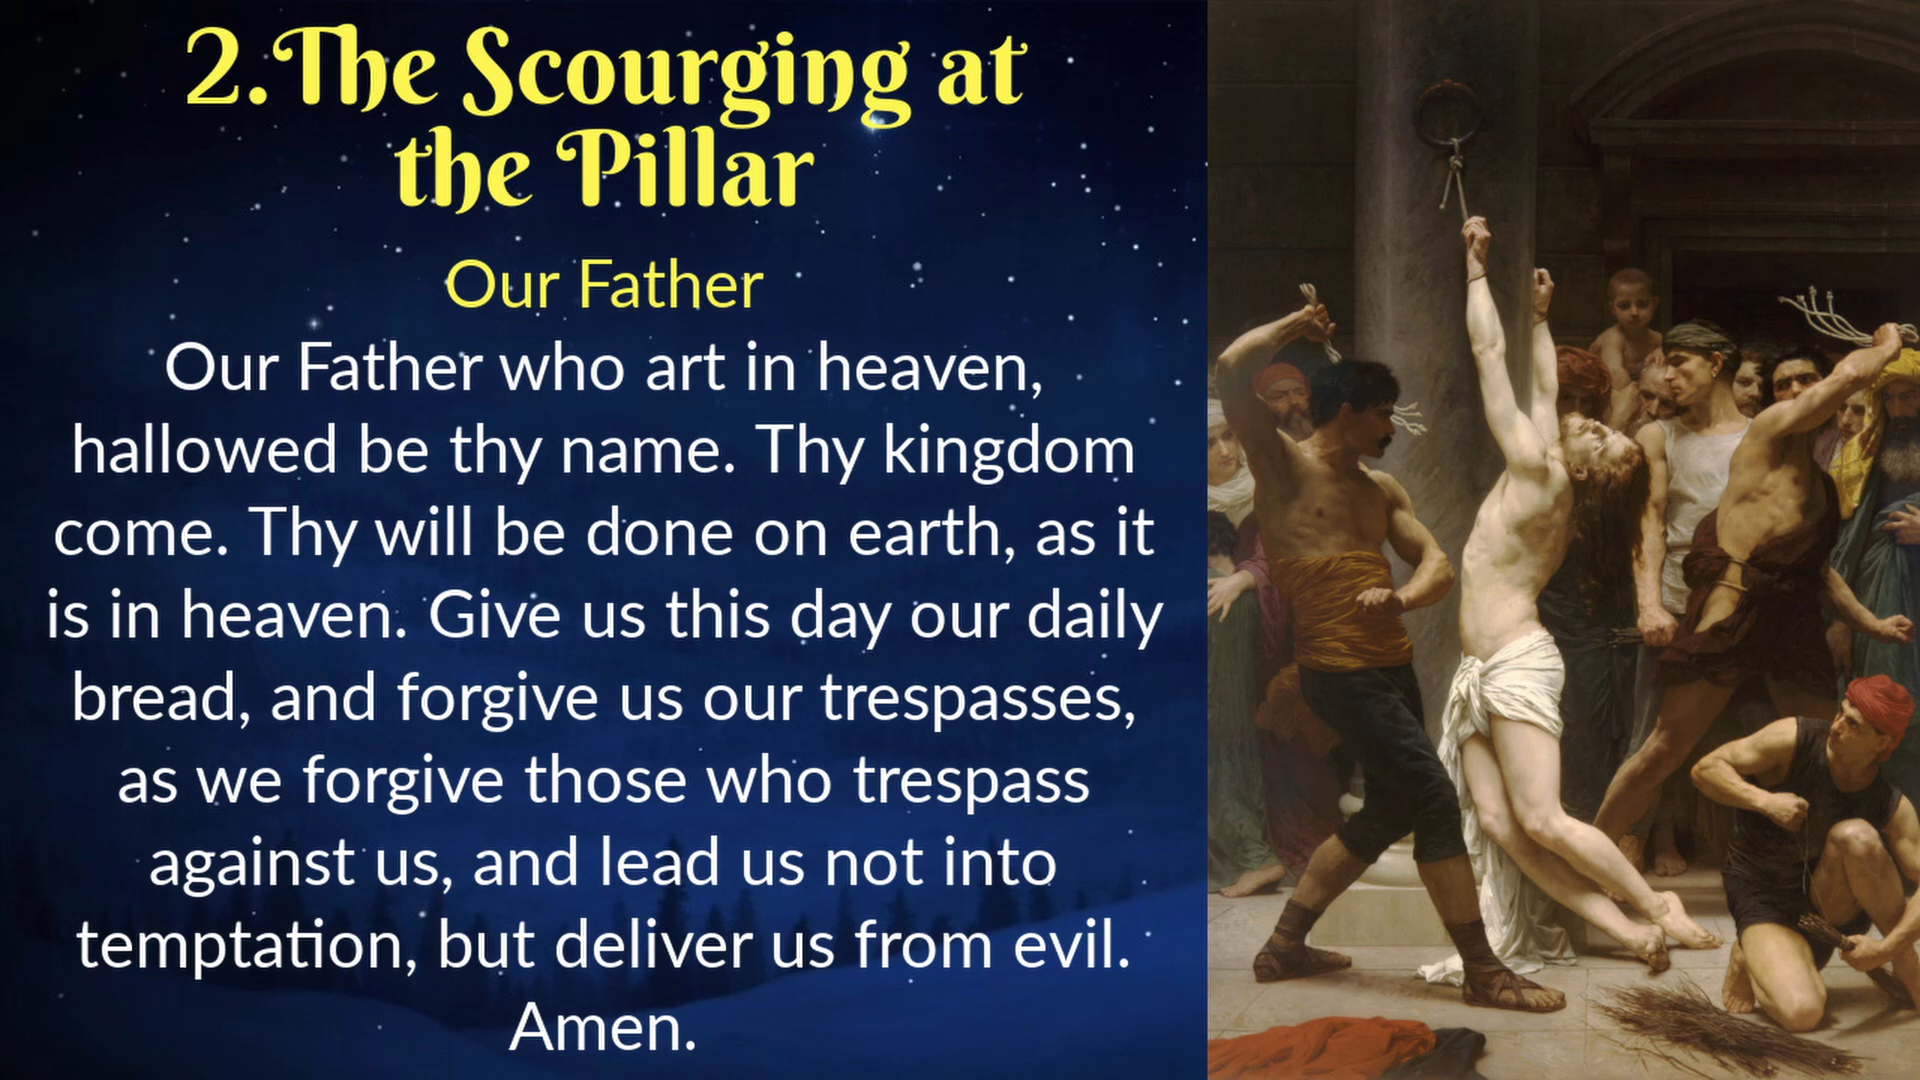 2.The Scourging at
the Pillar
Our Father
Our Father who art in heaven,
hallowed be thy name. Thy kingdom
come. Thy will be done on earth, as it
is in heaven. Give us this day our daily
bread, and forgive us our trespasses,
as we forgive those who trespass
against us, and lead us not into
temptation, but deliver us from evil.
Amen.